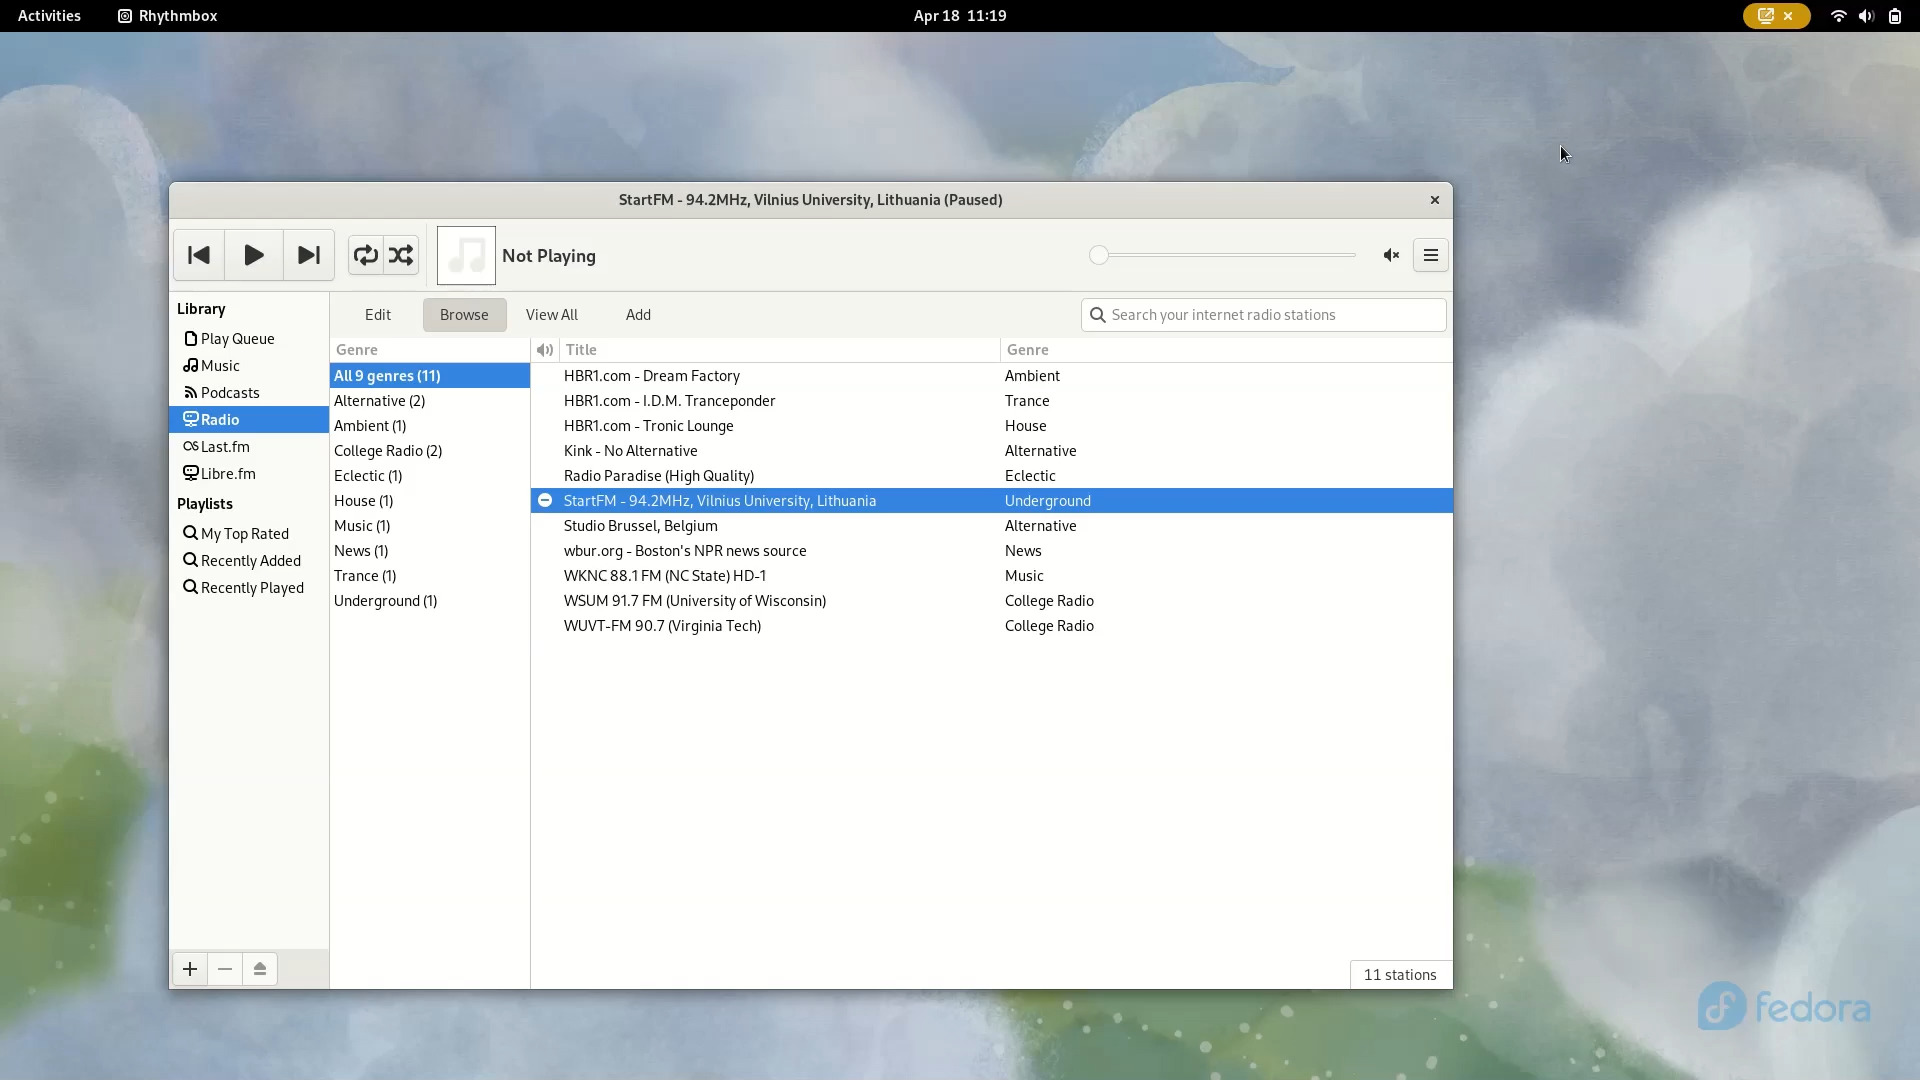 Activities Rhythmbox Apr 18 11:19
StartFM - 94.2MHz, Vilnius University, Lithuania (Paused)
Not Playing
Library
Play Queue
Music
Podcasts
Radio
Last.fm
Libre.fm
Playlists
My Top Rated
Recently Added
Recently Played
Edit Browse View All Add Search your internet radio stations
Genre
All 9 genres (11)
Alternative (2)
Ambient (1)
College Radio (2)
Eclectic (1)
House (1)
Music (1)
News (1)
Trance (1)
Underground (1)
Title Genre
HBR1.com - Dream Factory Ambient
HBR1.com - I.D.M. Tranceponder Trance
HBR1.com - Tronic Lounge House
Kink - No Alternative Alternative
Radio Paradise (High Quality) Eclectic
StartFM - 94.2MHz, Vilnius University, Lithuania Underground
Studio Brussel, Belgium Alternative
wbur.org - Boston's NPR news source News
WKNC 88.1 FM (NC State) HD-1 Music
WSUM 91.7 FM (University of Wisconsin) College Radio
WUVT-FM 90.7 (Virginia Tech) College Radio
11 stations
fedora